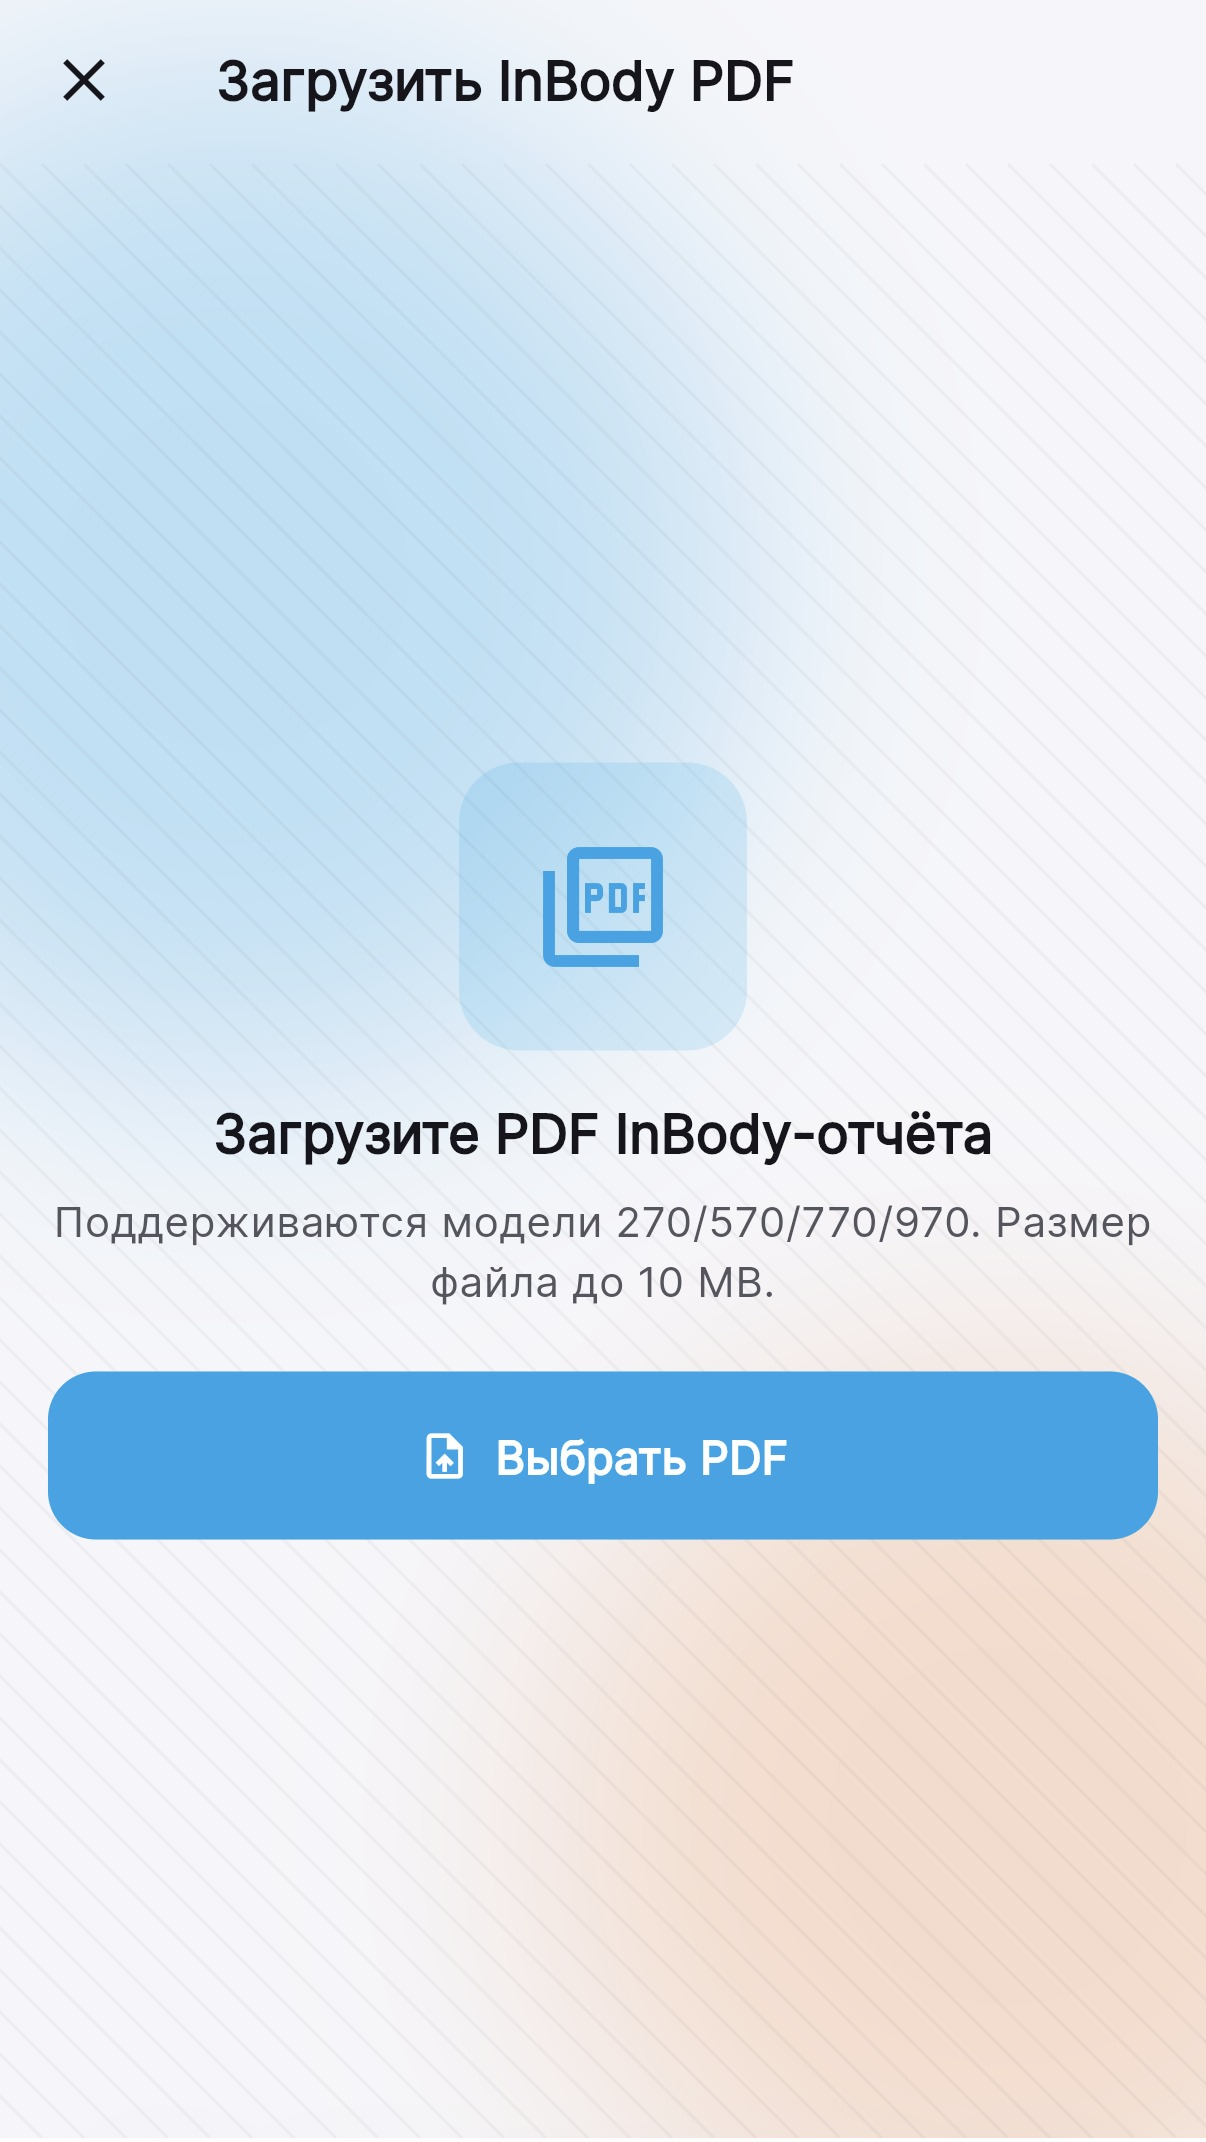 Загрузить InBody PDF
PDF
Загрузите PDF InBody-отчёта
Поддерживаются модели 270/570/770/970. Размер
файла до 10 MB.
Выбрать PDF